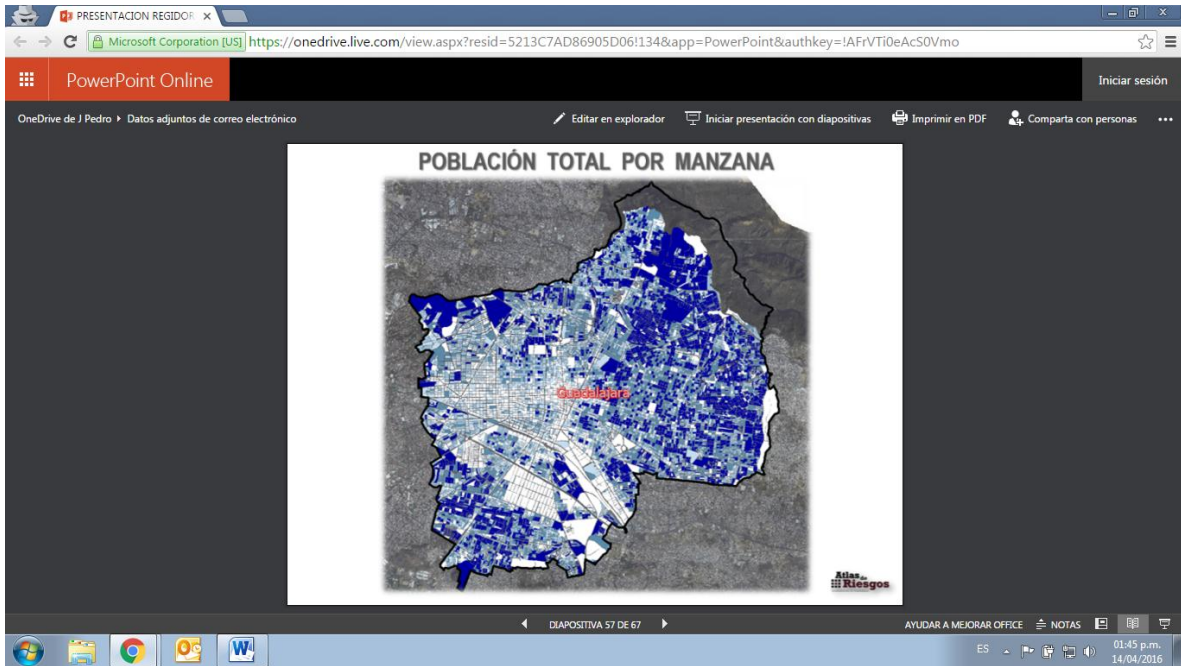 PRESENTACION REGIDOR
Microsoft Corporation [US] https://onedrive.live.com/view.aspx?resid=5213C7AD86905D06!134&app=PowerPoint&authkey=!AFrVTi0eAcS0Vmo
PowerPoint Online
Iniciar sesión
OneDrive de J Pedro
Datos adjuntos de correo electrónico
Editar en explorador
Iniciar presentación con diapositivas
Imprimir en PDF
Comparta con personas
POBLACIÓN TOTAL POR MANZANA
Guadalajara
Atlas de
Riesgos
DIAPOSITIVA 57 DE 67
AYUDAR A MEJORAR OFFICE
NOTAS
ES
01:45 p.m.
14/04/2016